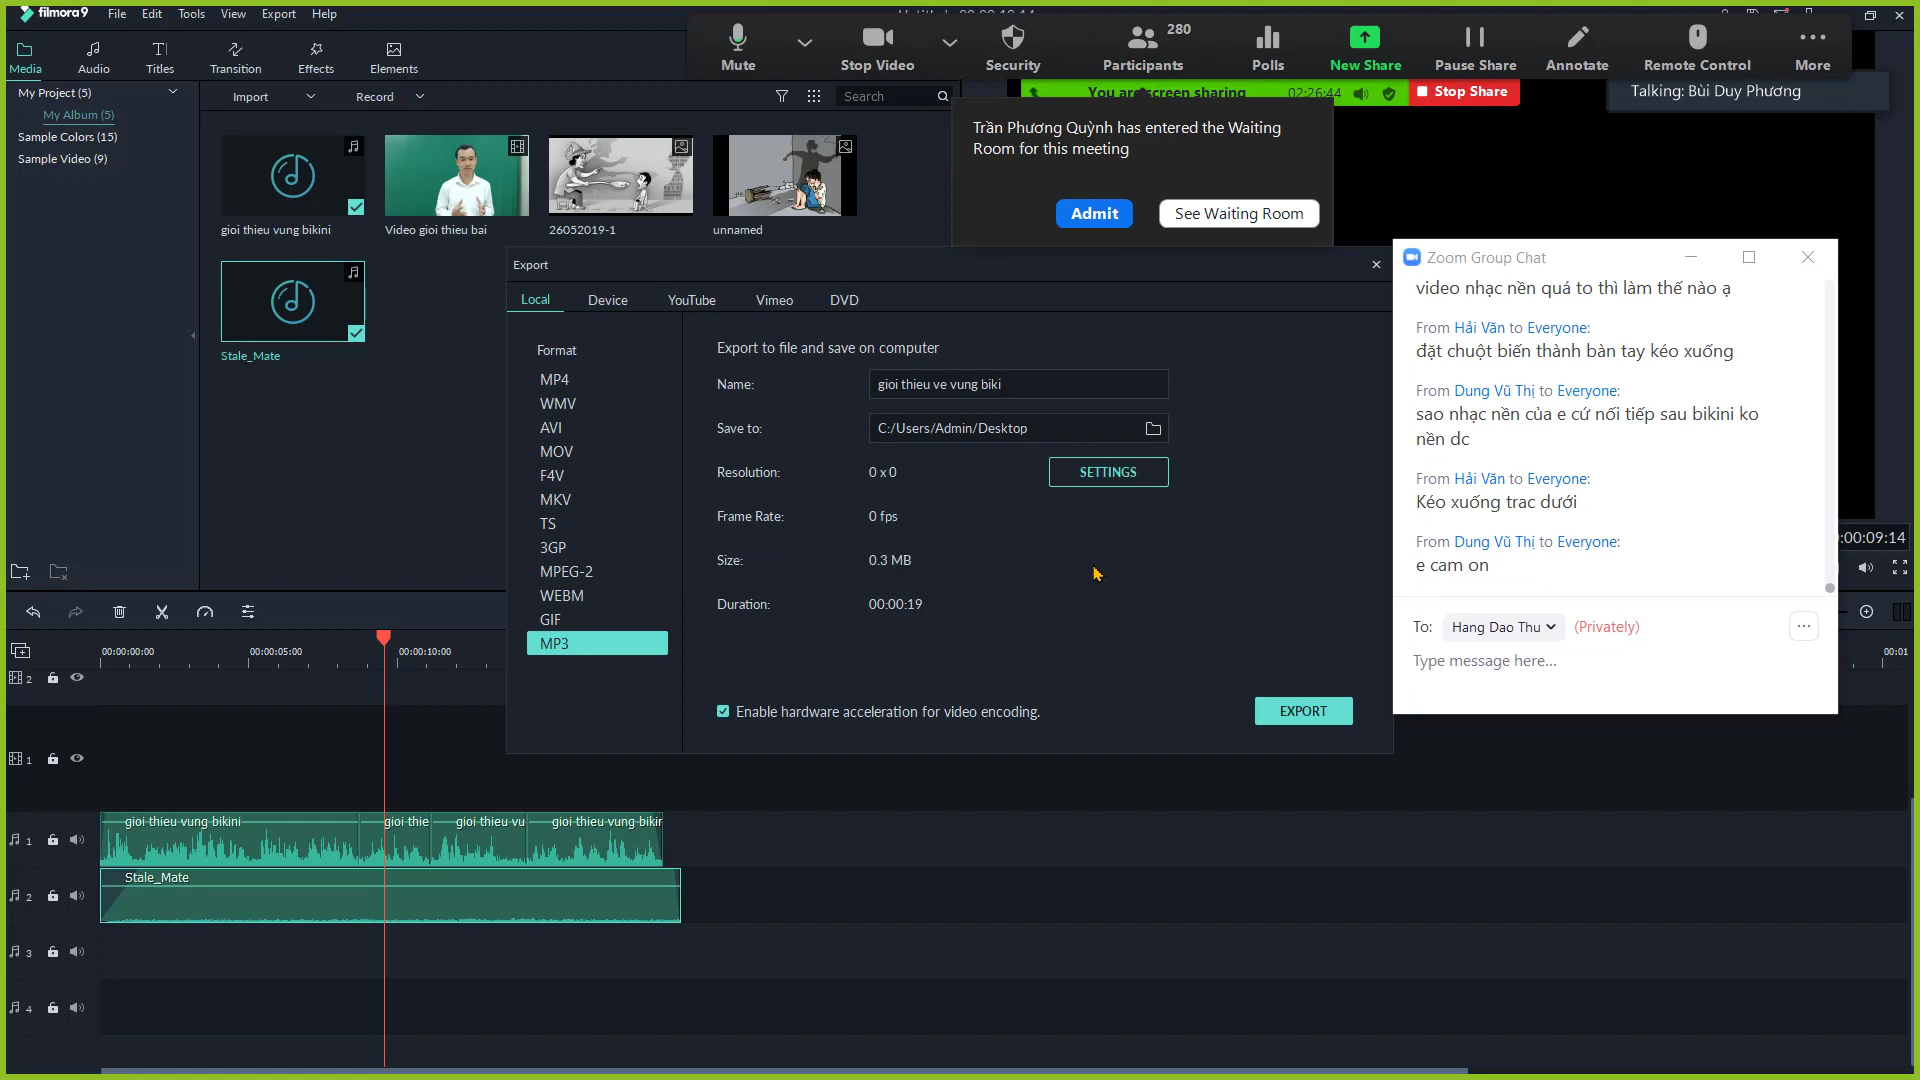 filmora9 File Edit Tools View Export Help
Media Audio Titles Transition Effects Elements
280
Mute Stop Video Security Participants Polls New Share Pause Share Annotate Remote Control More
You are screen sharing 02:26:44 Stop Share
Talking: Bùi Duy Phương
My Project (5)
My Album (5)
Sample Colors (15)
Sample Video (9)
Import Record Search
gioi thieu vung bikini
Video gioi thieu bai
26052019-1
unnamed
Stale_Mate
Trần Phương Quỳnh has entered the Waiting
Room for this meeting
Admit See Waiting Room
Export
Local Device YouTube Vimeo DVD
Format
MP4
WMV
AVI
MOV
F4V
MKV
TS
3GP
MPEG-2
WEBM
GIF
MP3
Export to file and save on computer
Name: gioi thieu ve vung biki
Save to: C:/Users/Admin/Desktop
Resolution: 0 x 0 SETTINGS
Frame Rate: 0 fps
Size: 0.3 MB
Duration: 00:00:19
Enable hardware acceleration for video encoding.
EXPORT
Zoom Group Chat
video nhạc nền quá to thì làm thế nào ạ
From Hải Văn to Everyone:
đặt chuột biến thành bàn tay kéo xuống
From Dung Vũ Thị to Everyone:
sao nhạc nền của e cứ nối tiếp sau bikini ko
nền dc
From Hải Văn to Everyone:
Kéo xuống trac dưới
From Dung Vũ Thị to Everyone:
e cam on
To: Hang Dao Thu (Privately)
Type message here...
:00:09:14
00:00:00:00 00:00:05:00 00:00:10:00 00:01
2
1
1 gioi thieu vung bikini gioi thie gioi thieu vu gioi thieu vung bikir
2 Stale_Mate
3
4